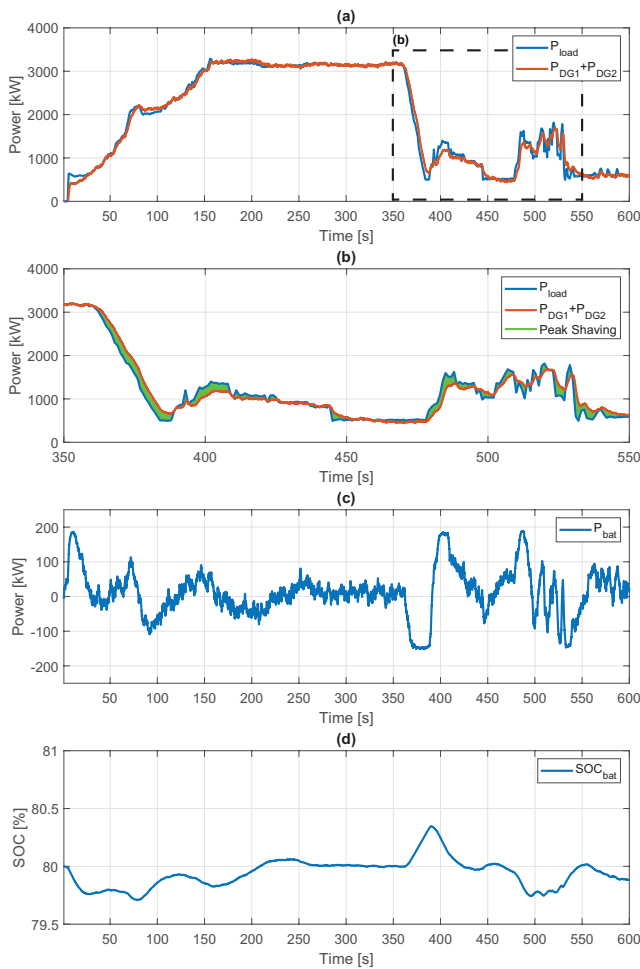 (a)
4000
3000
2000
1000
0
Power [kW]
(b)
P_load
P_DG1+P_DG2
50 100 150 200 250 300 350 400 450 500 550 600
Time [s]
(b)
4000
3000
2000
1000
0
Power [kW]
P_load
P_DG1+P_DG2
Peak Shaving
350 400 450 500 550
Time [s]
(c)
200
100
0
-100
-200
Power [kW]
P_bat
50 100 150 200 250 300 350 400 450 500 550 600
Time [s]
(d)
81
80.5
80
79.5
SOC [%]
SOC_bat
50 100 150 200 250 300 350 400 450 500 550 600
Time [s]